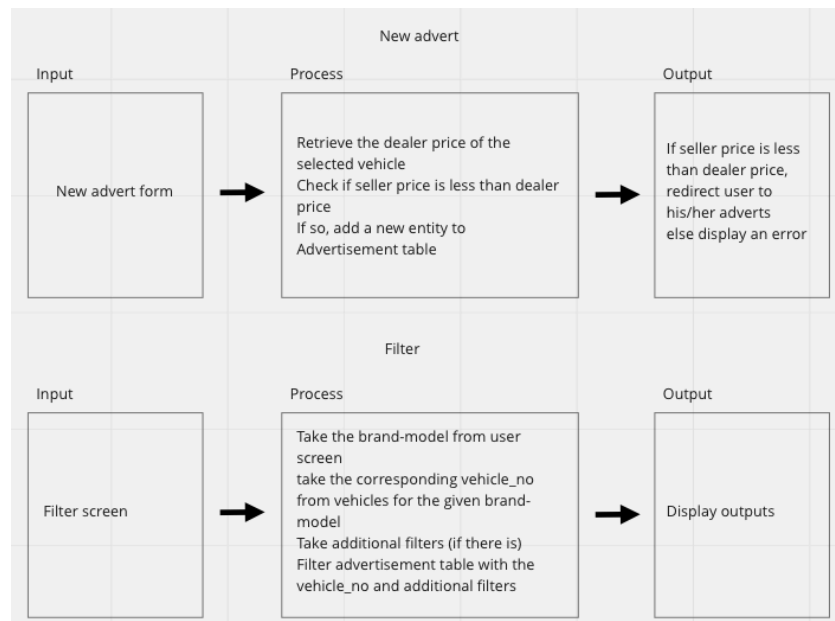 New advert
Input
Process
Output
New advert form
Retrieve the dealer price of the
selected vehicle
Check if seller price is less than dealer
price
If so, add a new entity to
Advertisement table
If seller price is less
than dealer price,
redirect user to
his/her adverts
else display an error
Filter
Input
Process
Output
Filter screen
Take the brand-model from user
screen
take the corresponding vehicle_no
from vehicles for the given brand-
model
Take additional filters (if there is)
Filter advertisement table with the
vehicle_no and additional filters
Display outputs